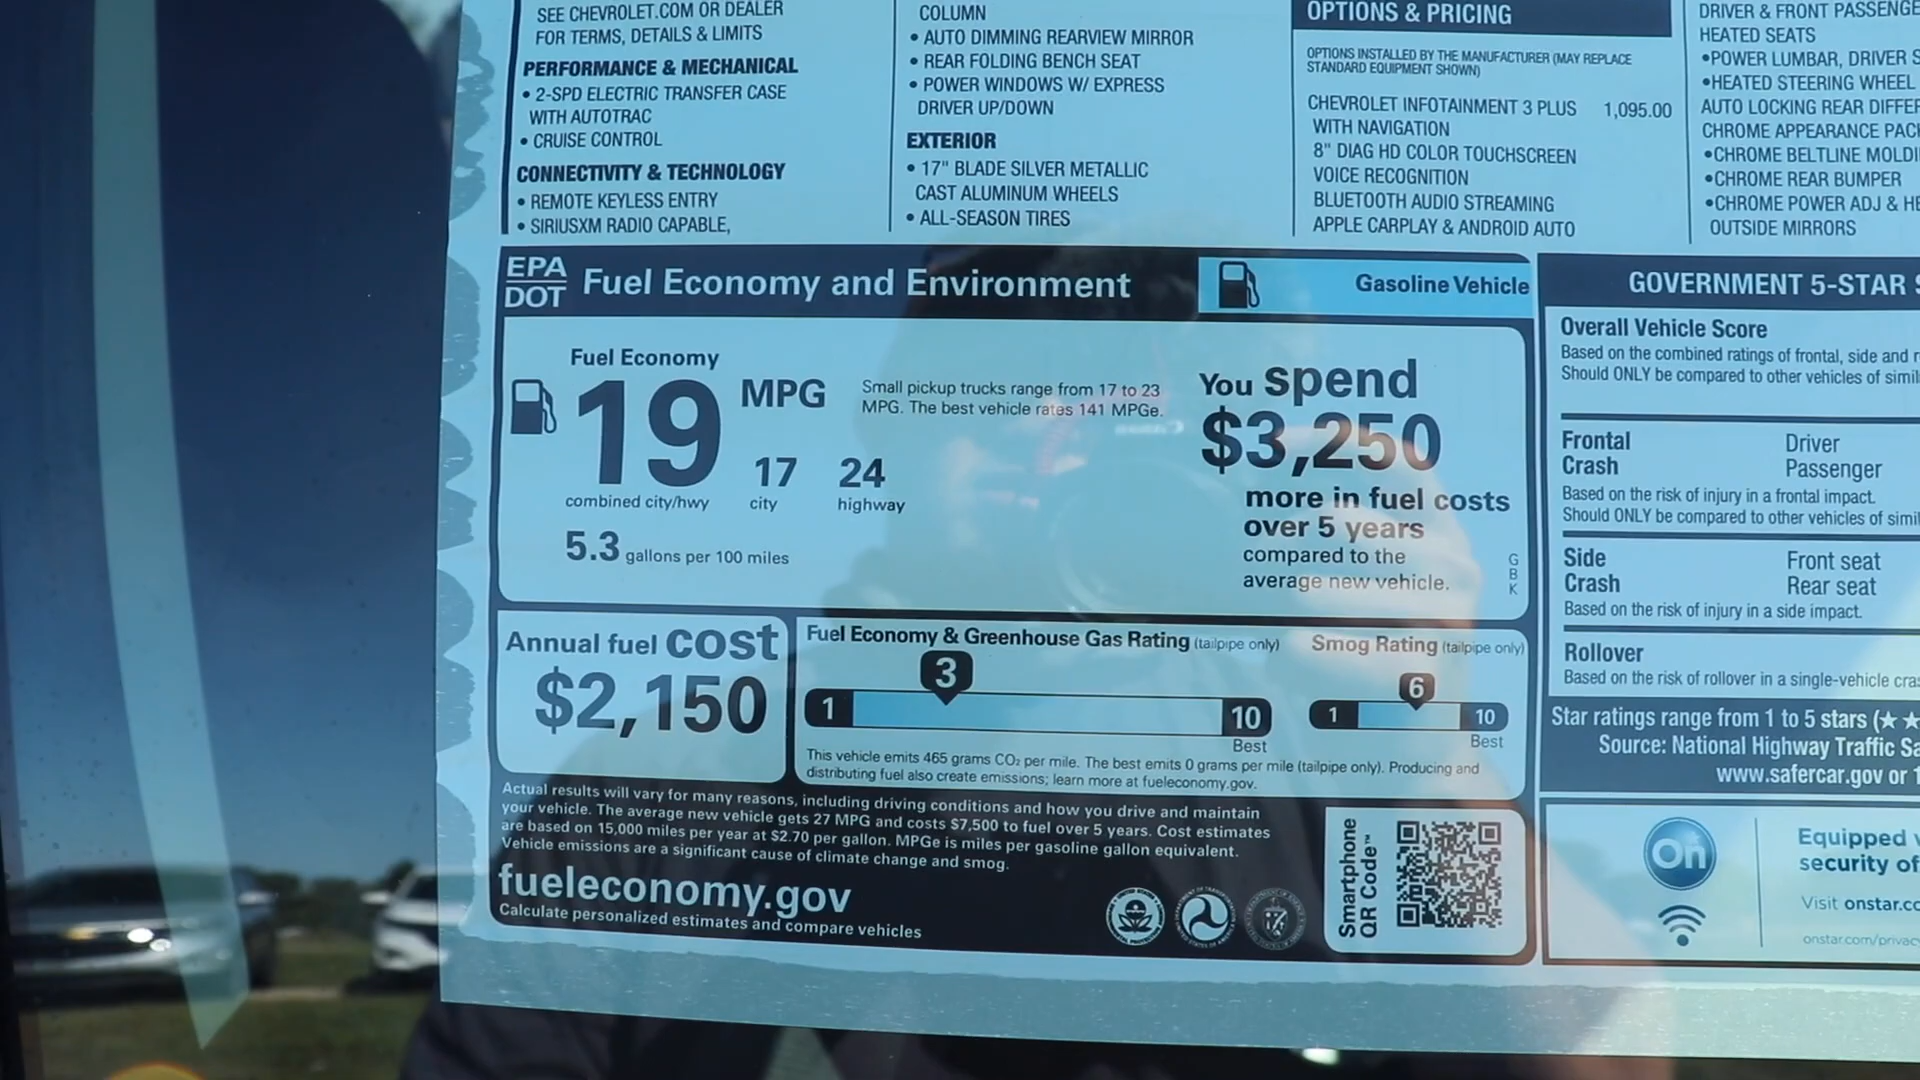 SEE CHEVROLET.COM OR DEALER
FOR TERMS, DETAILS & LIMITS
PERFORMANCE & MECHANICAL
• 2-SPD ELECTRIC TRANSFER CASE
WITH AUTOTRAC
• CRUISE CONTROL
CONNECTIVITY & TECHNOLOGY
• REMOTE KEYLESS ENTRY
• SIRIUSXM RADIO CAPABLE,
COLUMN
• AUTO DIMMING REARVIEW MIRROR
• REAR FOLDING BENCH SEAT
• POWER WINDOWS W/ EXPRESS
DRIVER UP/DOWN
EXTERIOR
• 17" BLADE SILVER METALLIC
CAST ALUMINUM WHEELS
• ALL-SEASON TIRES
OPTIONS & PRICING
OPTIONS INSTALLED BY THE MANUFACTURER (MAY REPLACE
STANDARD EQUIPMENT SHOWN)
CHEVROLET INFOTAINMENT 3 PLUS 1,095.00
WITH NAVIGATION
8" DIAG HD COLOR TOUCHSCREEN
VOICE RECOGNITION
BLUETOOTH AUDIO STREAMING
APPLE CARPLAY & ANDROID AUTO
DRIVER & FRONT
HEATED SEATS
•POWER LUMBAR, DRIVER
•HEATED STEERING WHEEL
AUTO LOCKING REAR
CHROME APPEARANCE
•CHROME BELTLINE
•CHROME REAR BUMPER
•CHROME POWER ADJ &
OUTSIDE MIRRORS
EPA
DOT
Fuel Economy and Environment
Gasoline Vehicle
Fuel Economy
19 MPG
Small pickup trucks range from 17 to 23
MPG. The best vehicle rates 141 MPGe.
17 24
combined city/hwy city highway
5.3 gallons per 100 miles
You spend
$3,250
more in fuel costs
over 5 years
compared to the
average new vehicle.
G
B
K
Annual fuel cost
$2,150
Fuel Economy & Greenhouse Gas Rating (tailpipe only)
3
1 10
Best
Smog Rating (tailpipe only)
6
1 10
Best
This vehicle emits 465 grams CO₂ per mile. The best emits 0 grams per mile (tailpipe only). Producing and
distributing fuel also create emissions; learn more at fueleconomy.gov.
Actual results will vary for many reasons, including driving conditions and how you drive and maintain
your vehicle. The average new vehicle gets 27 MPG and costs $7,500 to fuel over 5 years. Cost estimates
are based on 15,000 miles per year at $2.70 per gallon. MPGe is miles per gasoline gallon equivalent.
Vehicle emissions are a significant cause of climate change and smog.
fueleconomy.gov
Calculate personalized estimates and compare vehicles
Smartphone
QR Code™
GOVERNMENT 5-STAR
Overall Vehicle Score
Based on the combined ratings of frontal, side and
Should ONLY be compared to other vehicles of
Frontal Driver
Crash Passenger
Based on the risk of injury in a frontal impact.
Should ONLY be compared to other vehicles of
Side Front seat
Crash Rear seat
Based on the risk of injury in a side impact.
Rollover
Based on the risk of rollover in a single-vehicle
Star ratings range from 1 to 5 stars (★ ★
Source: National Highway Traffic
www.safercar.gov or
On
Equipped
security of
Visit